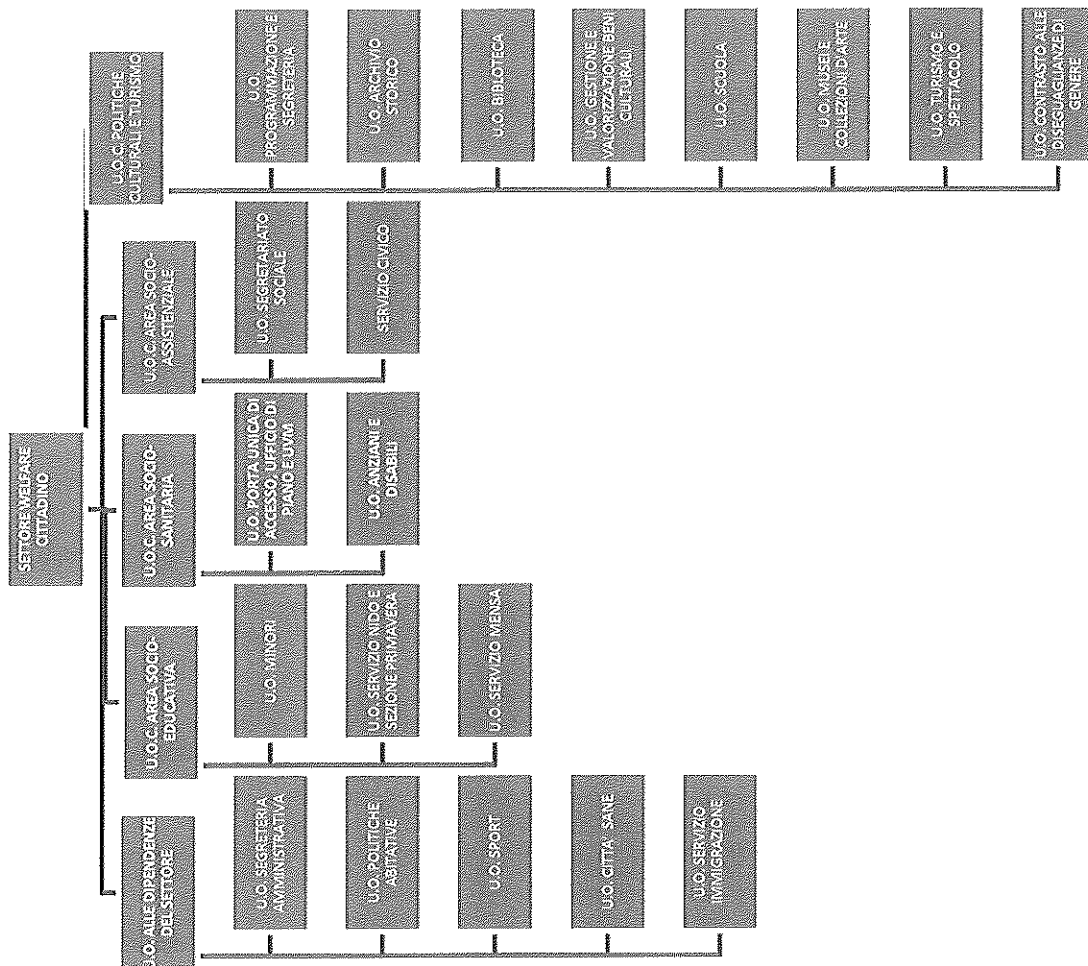 SETTORE WELFARE
CITTADINO
U.O. ALLE DIPENDENZE
DEL SETTORE
U.O. SEGRETERIA
AMMINISTRATIVA
U.O. POLITICHE
ABITATIVE
U.O. SPORT
U.O. CITTA' SANE
U.O. SERVIZIO
IMMIGRAZIONE
U.O.C. AREA SOCIO-
EDUCATIVA
U.O. MINORI
U.O. SERVIZIO NIDO E
SEZIONE PRIMAVERA
U.O. SERVIZIO MENSA
U.O.C. AREA SOCIO-
SANITARIA
U.O. PORTA UNICA DI
ACCESSO, UFFICIO DI
PIANO E UVM
U.O. ANZIANI E
DISABILI
U.O.C. AREA SOCIO-
ASSISTENZIALE
U.O. SEGRETARIATO
SOCIALE
SERVIZIO CIVICO
U.O.C. POLITICHE
CULTURALI E TURISMO
U.O.
PROGRAMMAZIONE E
SEGRETERIA
U.O. ARCHIVIO
STORICO
U.O. BIBLOTECA
U.O. GESTIONE E
VALORIZZAZIONE BENI
CULTURALI
U.O. SCUOLA
U.O. MUSEI E
COLLEZIONI D'ARTE
U.O. TURISMO E
SPETTACOLO
U.O. CONTRASTO ALLE
DISEGUAGLIANZE DI
GENERE